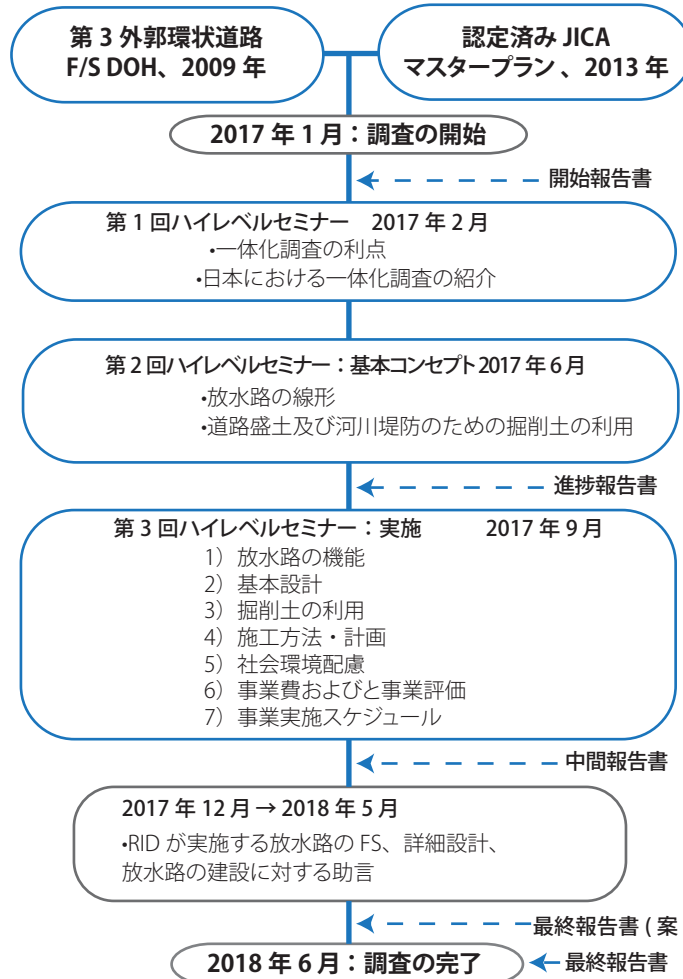 第 3 外郭環状道路
F/S DOH、2009 年
認定済み JICA
マスタープラン 、2013 年
2017 年 1 月：調査の開始
開始報告書
第 1 回ハイレベルセミナー 2017 年 2 月
•一体化調査の利点
•日本における一体化調査の紹介
第 2 回ハイレベルセミナー：基本コンセプト 2017 年 6 月
•放水路の線形
•道路盛土及び河川堤防のための掘削土の利用
進捗報告書
第 3 回ハイレベルセミナー：実施 2017 年 9 月
1） 放水路の機能
2） 基本設計
3） 掘削土の利用
4） 施工方法・計画
5） 社会環境配慮
6） 事業費およびと事業評価
7） 事業実施スケジュール
中間報告書
2017 年 12 月 → 2018 年 5 月
•RID が実施する放水路の FS、詳細設計、
放水路の建設に対する助言
最終報告書 ( 案
2018 年 6 月：調査の完了
最終報告書